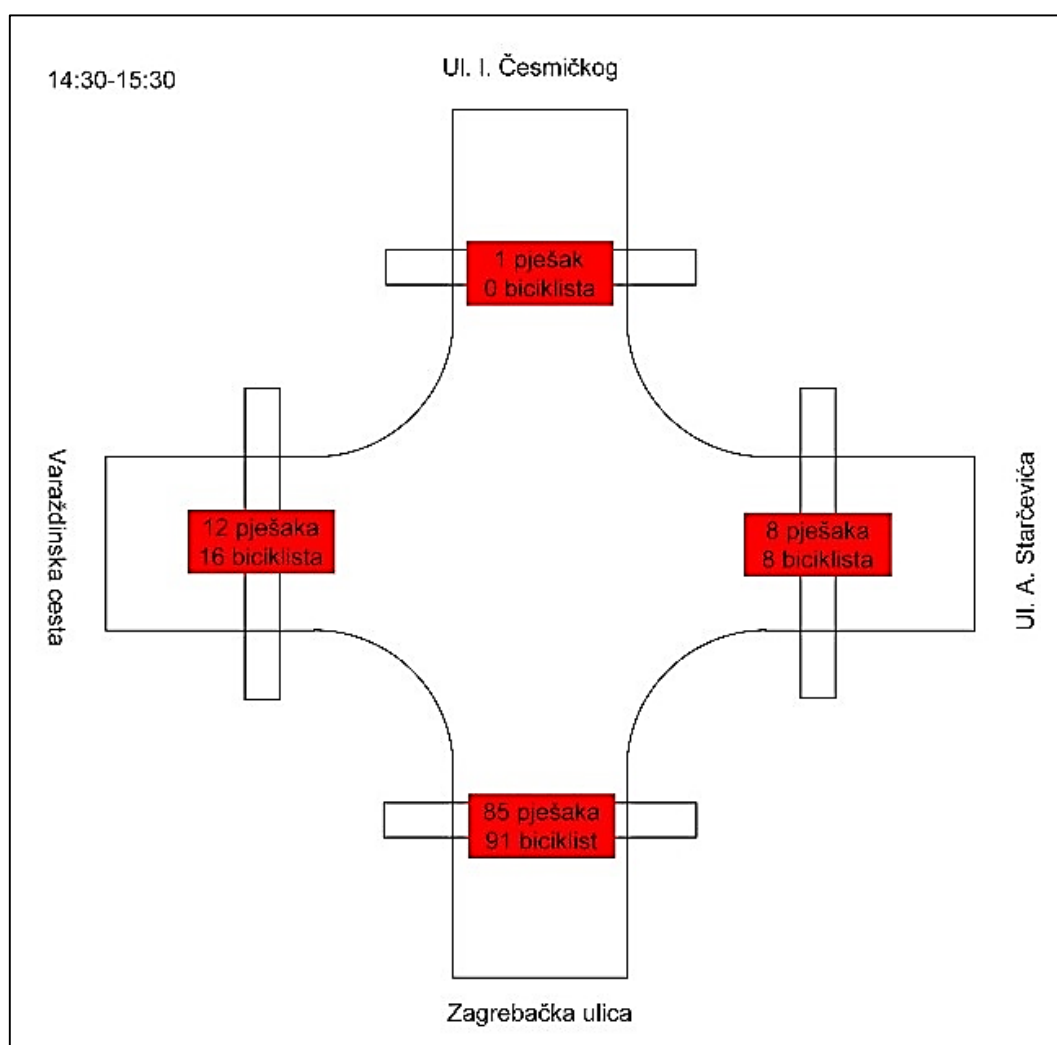 14:30-15:30
Ul. I. Česmičkog
1 pješak
0 biciklista
Varaždinska cesta
12 pješaka
16 biciklista
8 pješaka
8 biciklista
Ul. A. Starčevića
85 pješaka
91 biciklist
Zagrebačka ulica